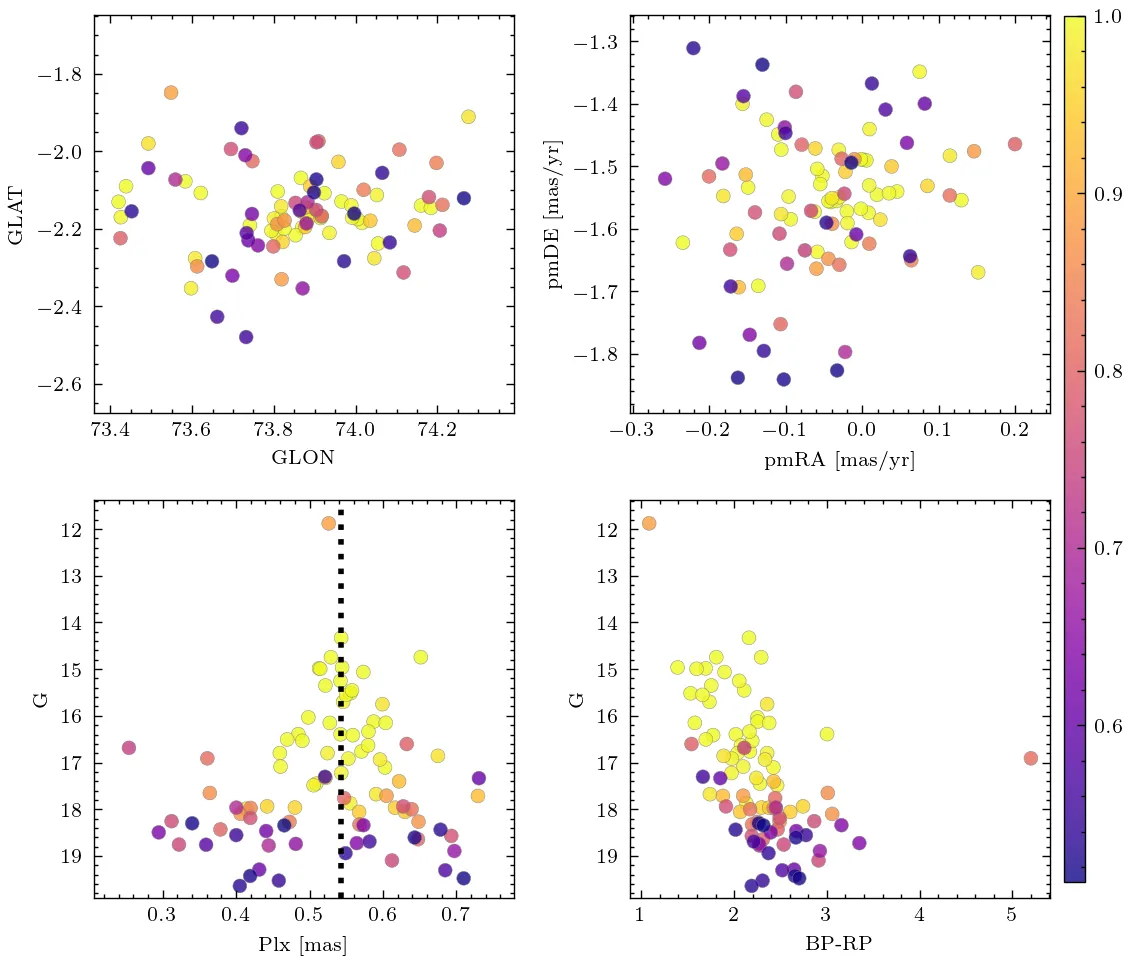 −1.8
−2.0
−2.2
−2.4
−2.6
GLAT
73.4 73.6 73.8 74.0 74.2
GLON
−1.3
−1.4
−1.5
−1.6
−1.7
−1.8
pmDE [mas/yr]
−0.3 −0.2 −0.1 0.0 0.1 0.2
pmRA [mas/yr]
1.0
0.9
0.8
0.7
0.6
12
13
14
15
16
17
18
19
G
0.3 0.4 0.5 0.6 0.7
Plx [mas]
12
13
14
15
16
17
18
19
G
1 2 3 4 5
BP-RP